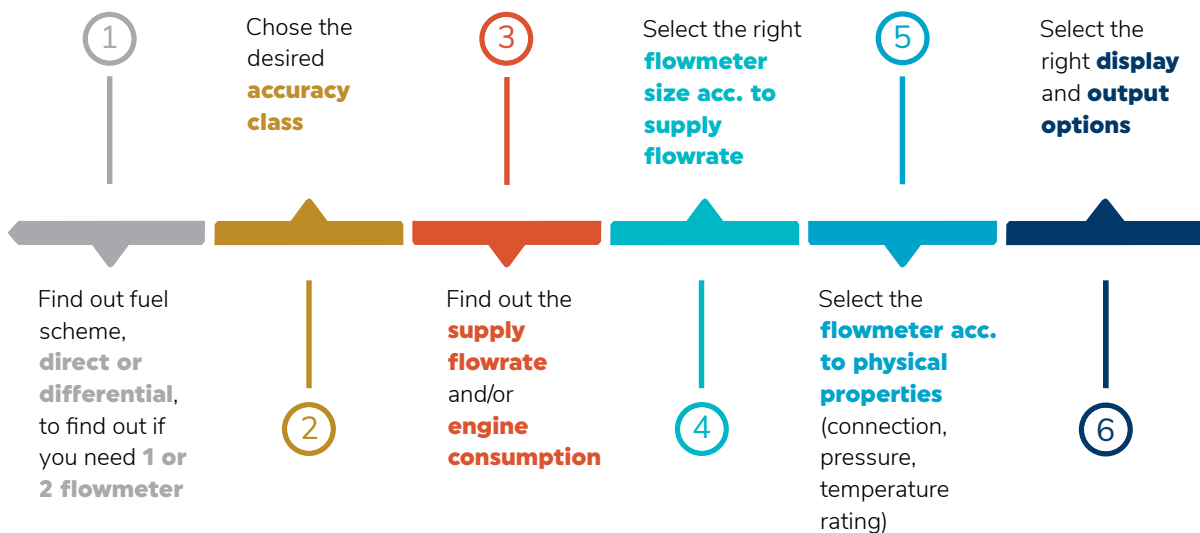 1
Find out fuel
scheme,
direct or
differential,
to find out if
you need 1 or
2 flowmeter
Chose the
desired
accuracy
class
2
3
Find out the
supply
flowrate
and/or
engine
consumption
Select the right
flowmeter
size acc. to
supply
flowrate
4
5
Select the
flowmeter acc.
to physical
properties
(connection,
pressure,
temperature
rating)
Select the
right display
and output
options
6